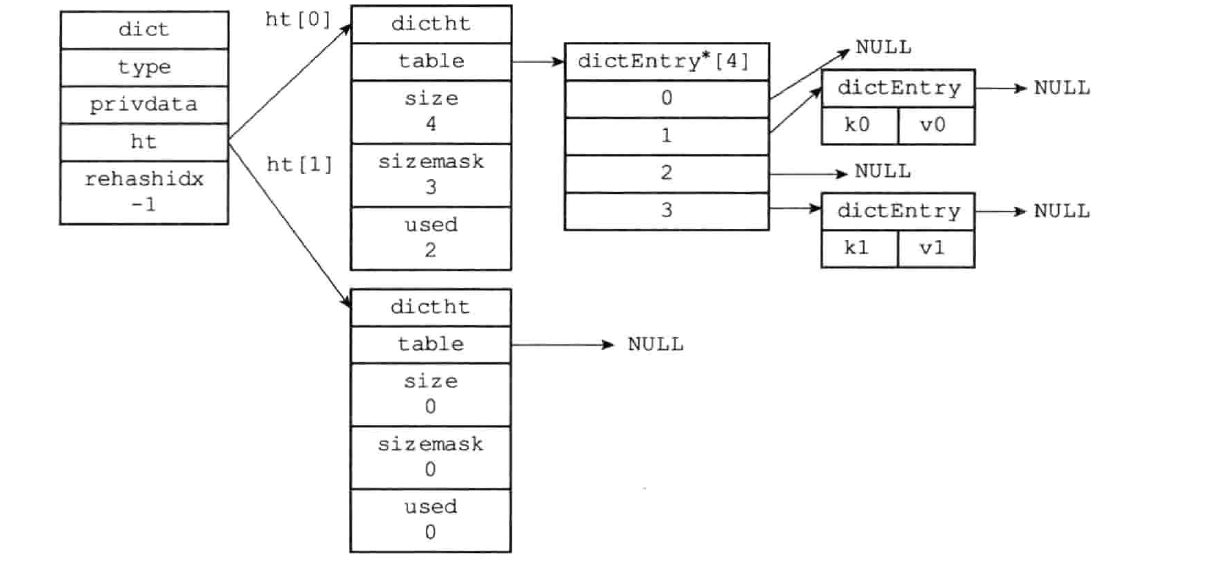 dict
type
privdata
ht
rehashidx
-1
ht[0]
ht[1]
dictht
table
size
4
sizemask
3
used
2
dictEntry*[4]
0
1
2
3
NULL
dictEntry
NULL
k0 v0
NULL
dictEntry
NULL
k1 v1
dictht
table
NULL
size
0
sizemask
0
used
0